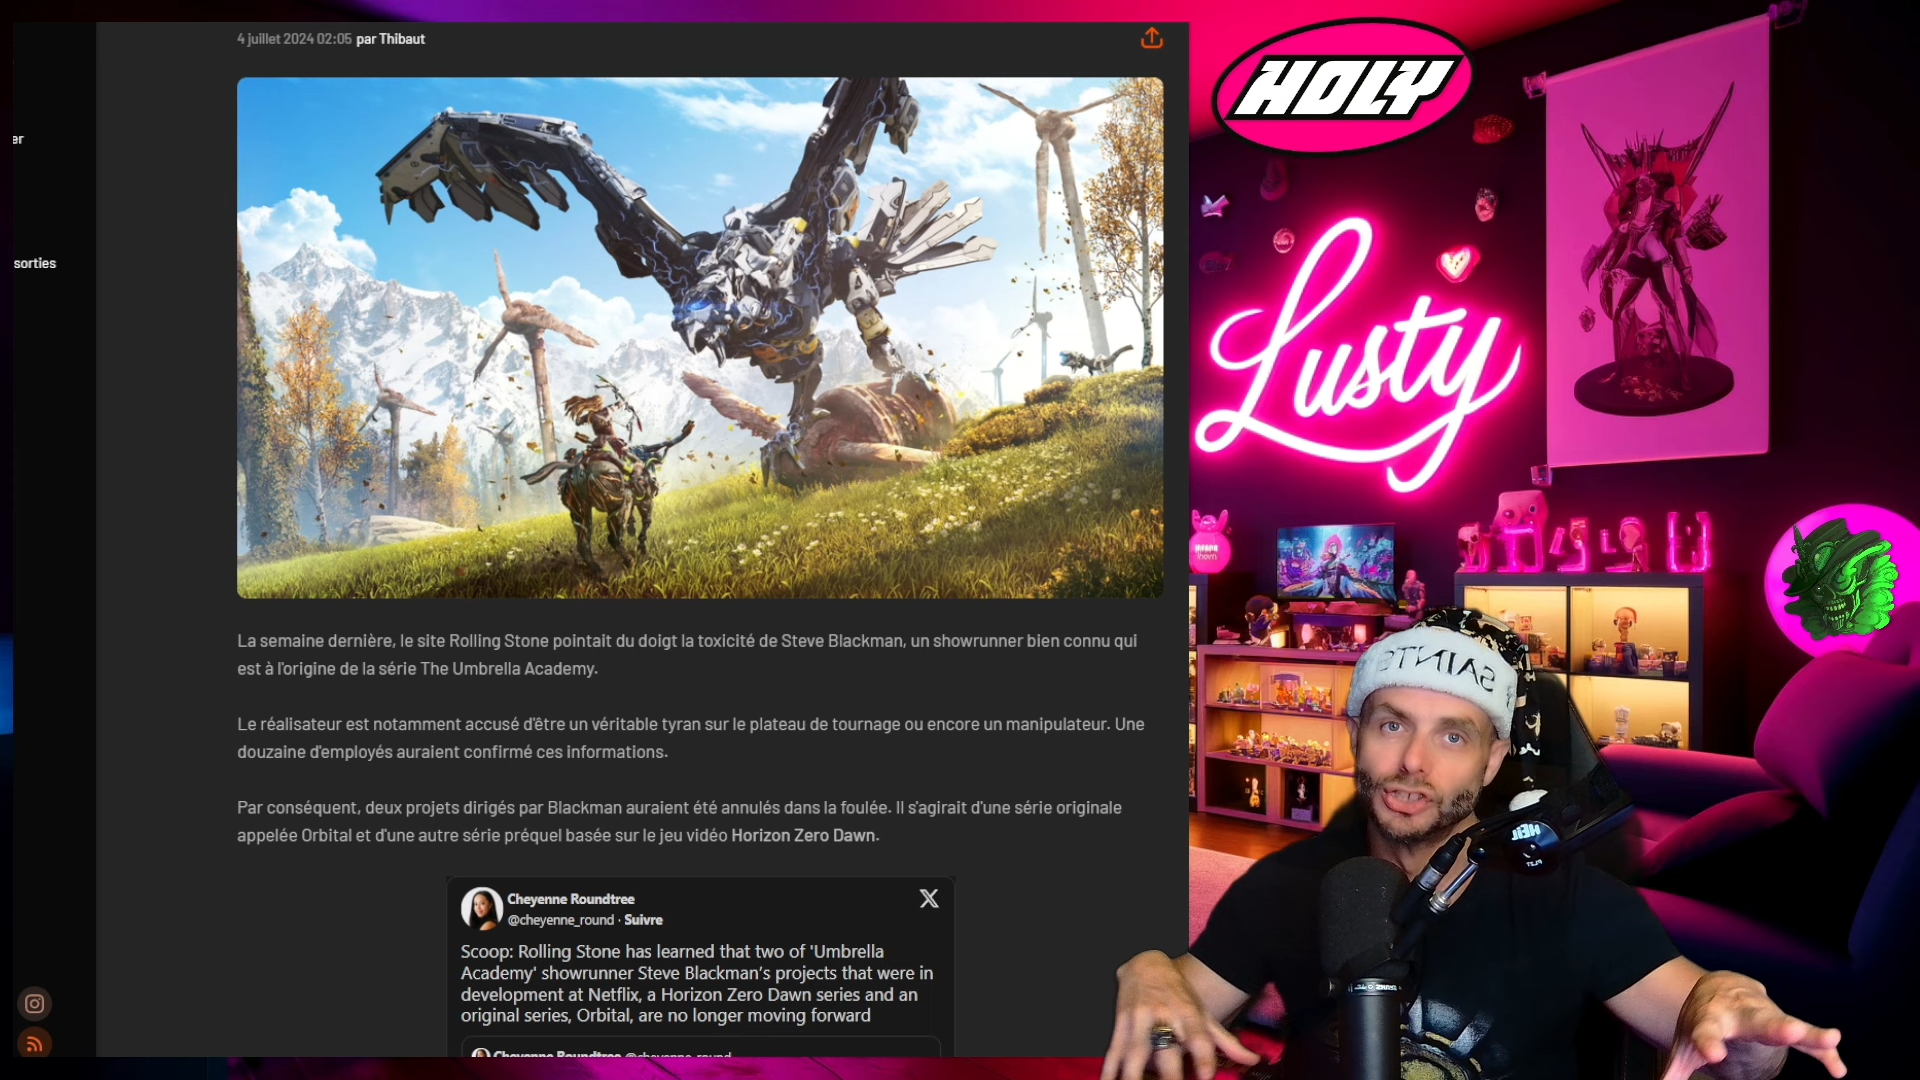 4 juillet 2024 02:05 par Thibaut
er
sorties
La semaine dernière, le site Rolling Stone pointait du doigt la toxicité de Steve Blackman, un showrunner bien connu qui
est à l'origine de la série The Umbrella Academy.
Le réalisateur est notamment accusé d'être un véritable tyran sur le plateau de tournage ou encore un manipulateur. Une
douzaine d'employés auraient confirmé ces informations.
Par conséquent, deux projets dirigés par Blackman auraient été annulés dans la foulée. Il s'agirait d'une série originale
appelée Orbital et d'une autre série préquel basée sur le jeu vidéo Horizon Zero Dawn.
Cheyenne Roundtree
@cheyenne_round · Suivre
Scoop: Rolling Stone has learned that two of 'Umbrella
Academy' showrunner Steve Blackman's projects that were in
development at Netflix, a Horizon Zero Dawn series and an
original series, Orbital, are no longer moving forward
Cheyenne Roundtree @cheyenne_round
HOLY
Lusty
SAINTS